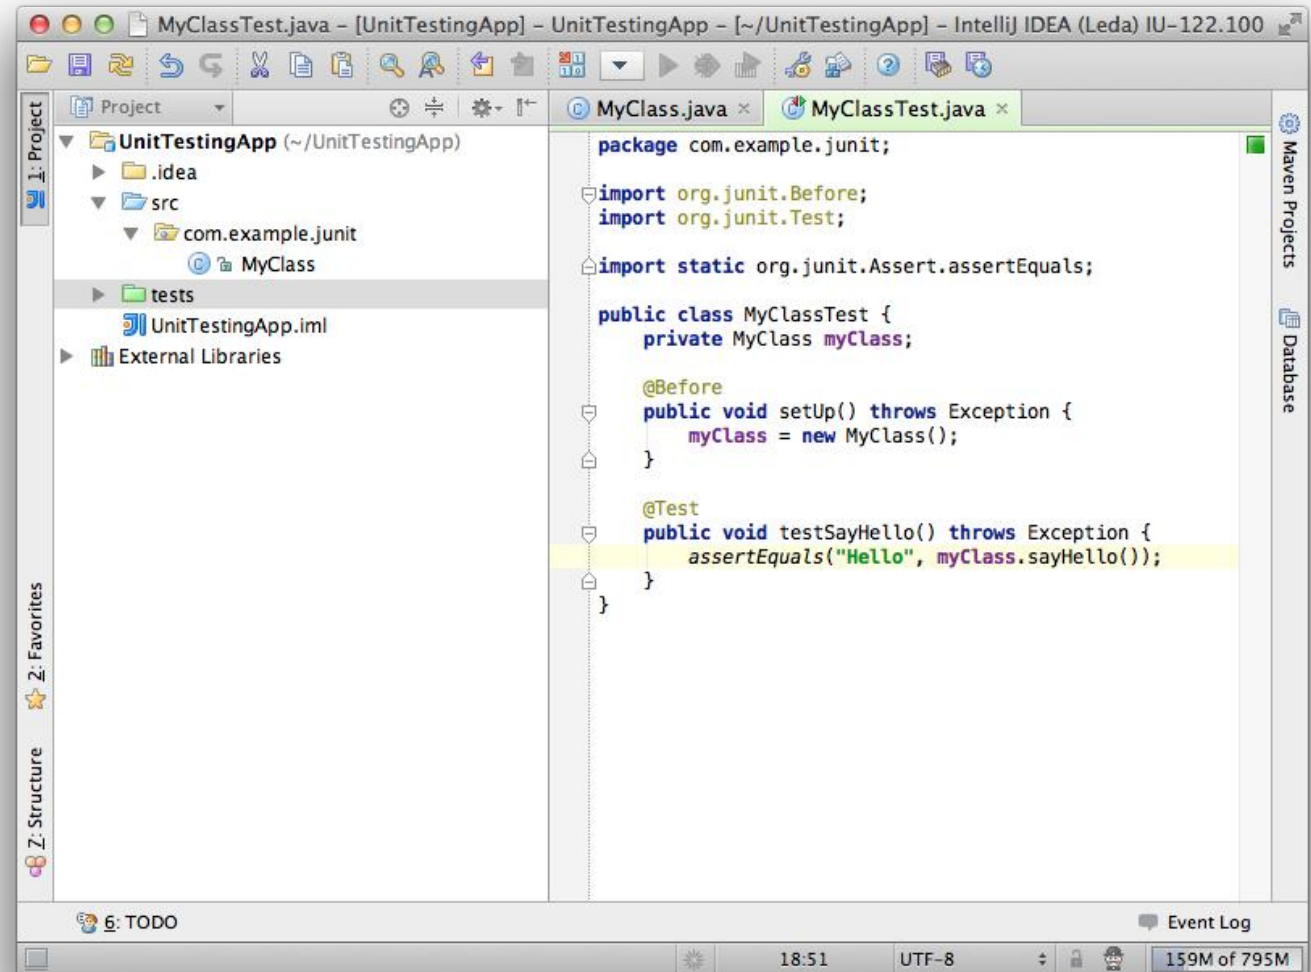 MyClassTest.java – [UnitTestingApp] – UnitTestingApp – [~/UnitTestingApp] – IntelliJ IDEA (Leda) IU-122.100
1: Project
2: Favorites
Z: Structure
Project
UnitTestingApp (~/UnitTestingApp)
.idea
src
com.example.junit
MyClass
tests
UnitTestingApp.iml
External Libraries
MyClass.java
MyClassTest.java
package com.example.junit;
import org.junit.Before;
import org.junit.Test;
import static org.junit.Assert.assertEquals;
public class MyClassTest {
private MyClass myClass;
@Before
public void setUp() throws Exception {
myClass = new MyClass();
}
@Test
public void testSayHello() throws Exception {
assertEquals("Hello", myClass.sayHello());
}
}
Maven Projects
Database
6: TODO
Event Log
18:51
UTF-8
159M of 795M